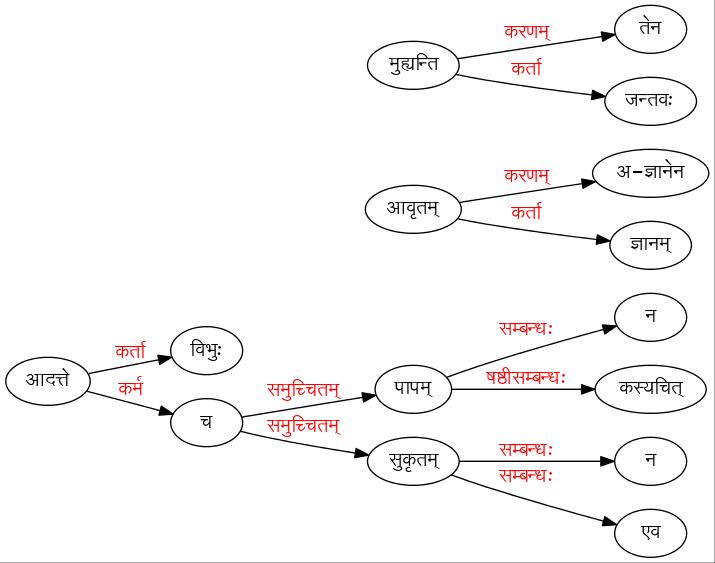 तेन
करणम्
मुह्यन्ति
कर्ता
जन्तवः
अ-ज्ञानेन
करणम्
आवृतम्
कर्ता
ज्ञानम्
न
सम्बन्धः
विभुः
कर्ता
आदत्ते
कर्म
समुच्चितम्
पापम्
षष्ठीसम्बन्धः
कस्यचित्
च
समुच्चितम्
सुकृतम्
सम्बन्धः
न
सम्बन्धः
एव